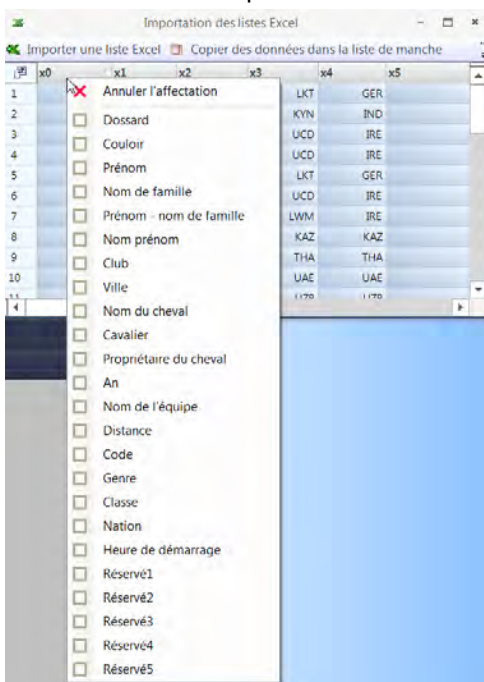 Importation des listes Excel
Importer une liste Excel Copier des données dans la liste de manche
x0 x1 x2 x3 x4 x5
Annuler l'affectation
Dossard
Couloir
Prénom
Nom de famille
Prénom - nom de famille
Nom prénom
Club
Ville
Nom du cheval
Cavalier
Propriétaire du cheval
An
Nom de l'équipe
Distance
Code
Genre
Classe
Nation
Heure de démarrage
Réservé1
Réservé2
Réservé3
Réservé4
Réservé5
1 LKT GER
2 KYN IND
3 UCD IRE
4 UCD IRE
5 LKT GER
6 UCD IRE
7 LWM IRE
8 KAZ KAZ
9 THA THA
10 UAE UAE
11 UZB UZB